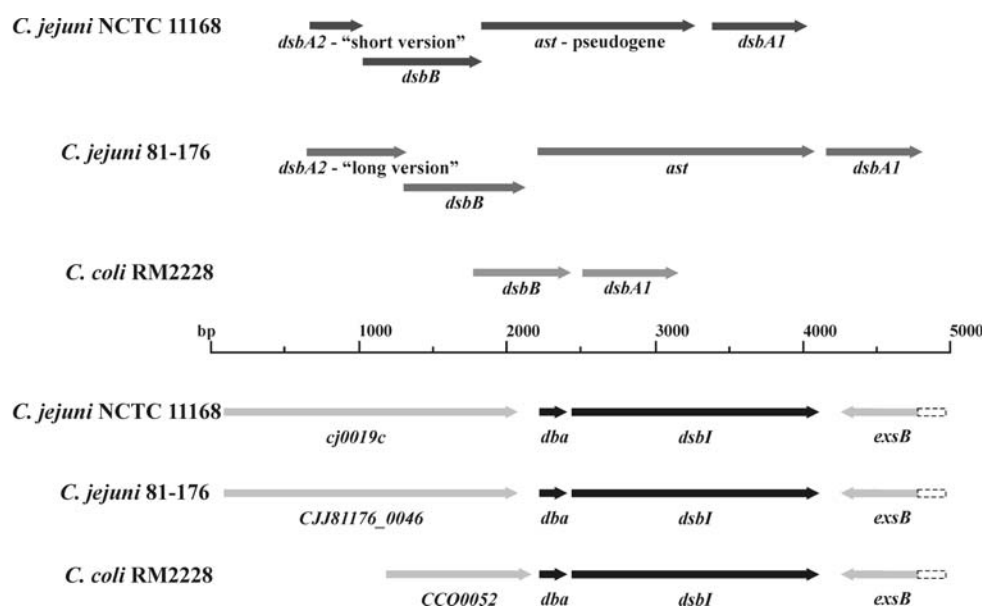 C. jejuni NCTC 11168
dsbA2 - “short version” ast - pseudogene dsbA1
dsbB
C. jejuni 81-176
dsbA2 - “long version” ast dsbA1
dsbB
C. coli RM2228
dsbB dsbA1
bp 1000 2000 3000 4000 5000
C. jejuni NCTC 11168
cj0019c dba dsbI exsB
C. jejuni 81-176
CJJ81176_0046 dba dsbI exsB
C. coli RM2228
CCO0052 dba dsbI exsB